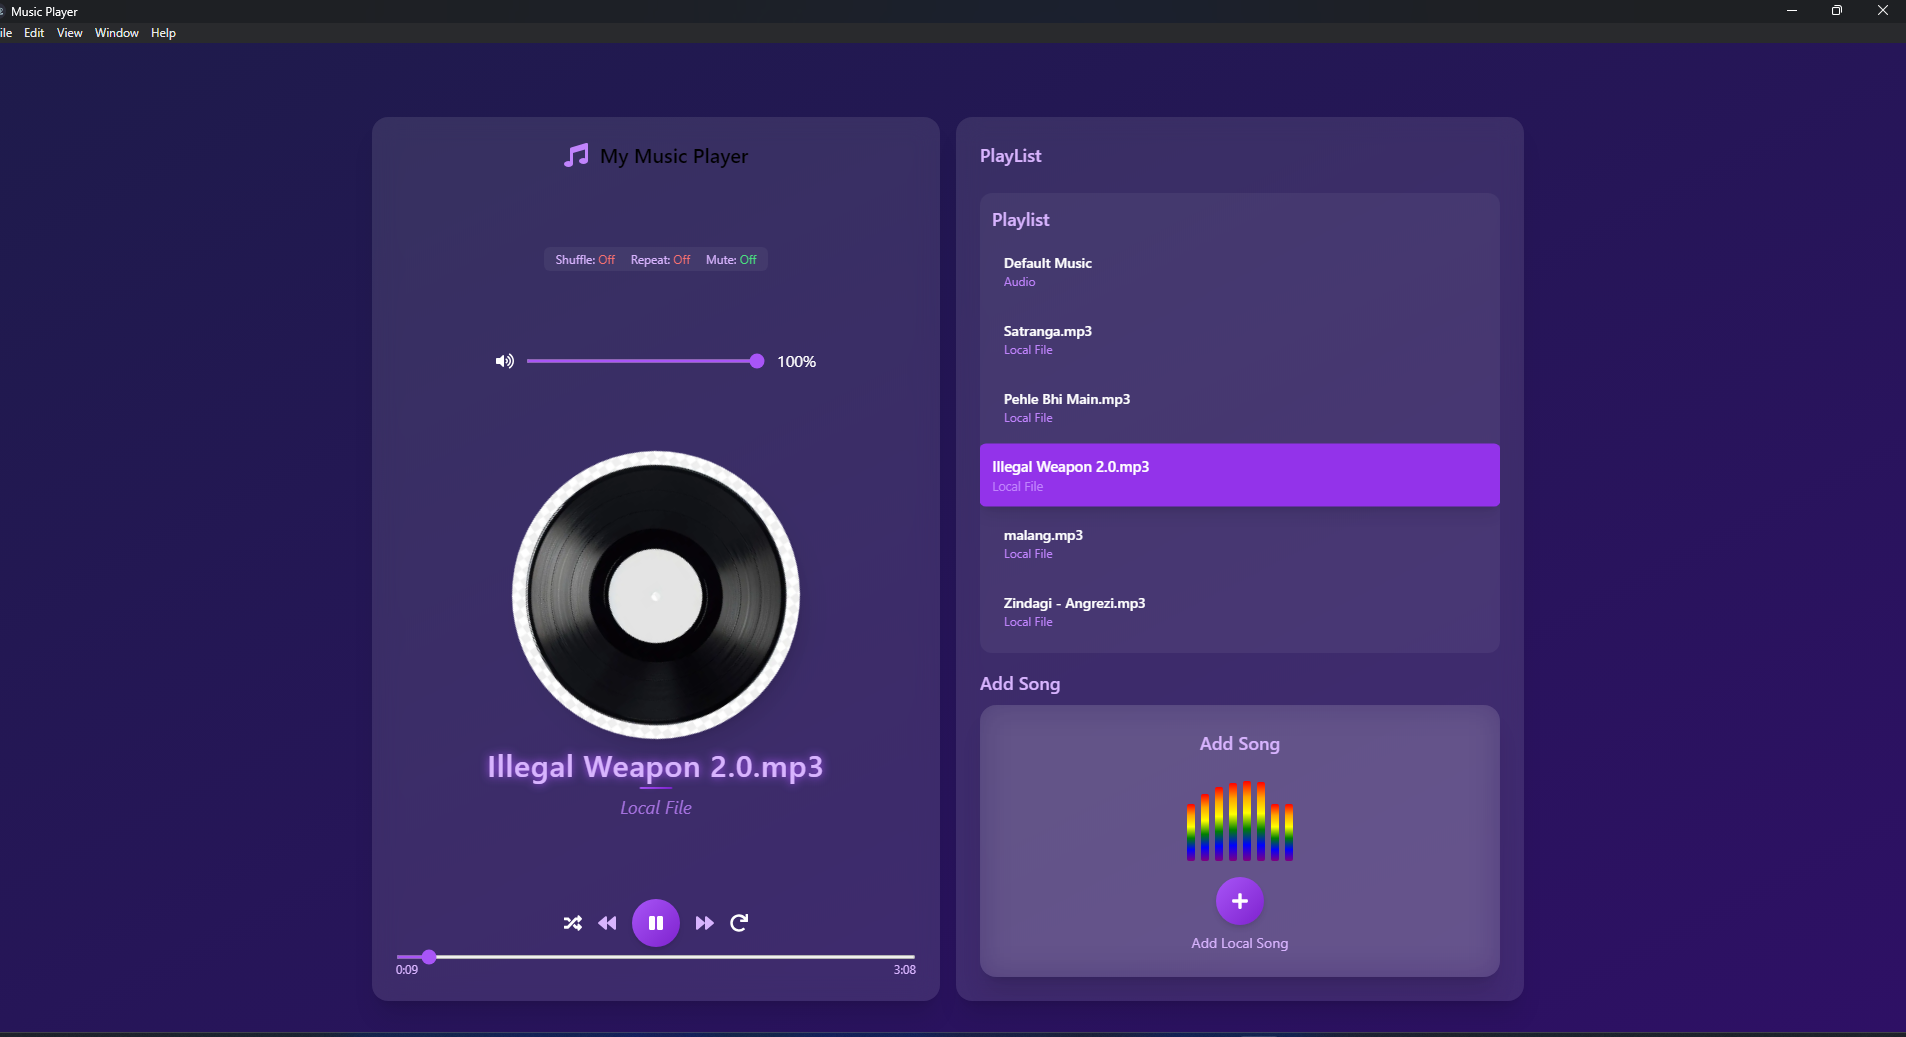 Music Player
ile Edit View Window Help
My Music Player
Shuffle: Off Repeat: Off Mute: Off
100%
Illegal Weapon 2.0.mp3
Local File
0:09 3:08
PlayList
Playlist
Default Music
Audio
Satranga.mp3
Local File
Pehle Bhi Main.mp3
Local File
Illegal Weapon 2.0.mp3
Local File
malang.mp3
Local File
Zindagi - Angrezi.mp3
Local File
Add Song
Add Song
Add Local Song